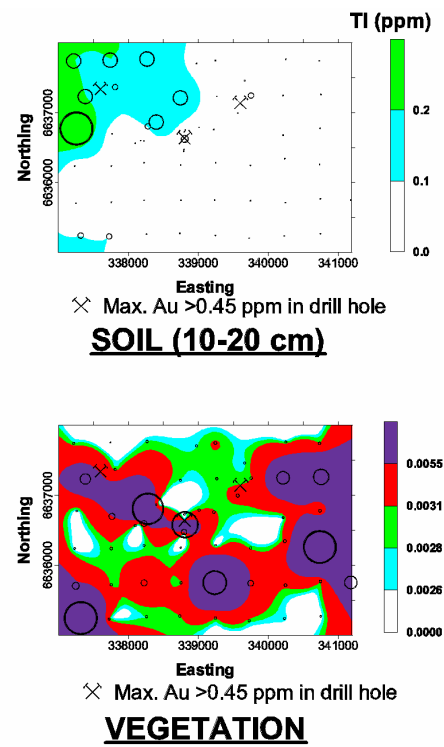 Tl (ppm)
0.2
0.1
0.0
Northing
6637000
6636000
338000 339000 340000 341000
Easting
Max. Au >0.45 ppm in drill hole
SOIL (10-20 cm)
0.0055
0.0031
0.0028
0.0026
0.0000
Northing
6637000
6636000
338000 339000 340000 341000
Easting
Max. Au >0.45 ppm in drill hole
VEGETATION